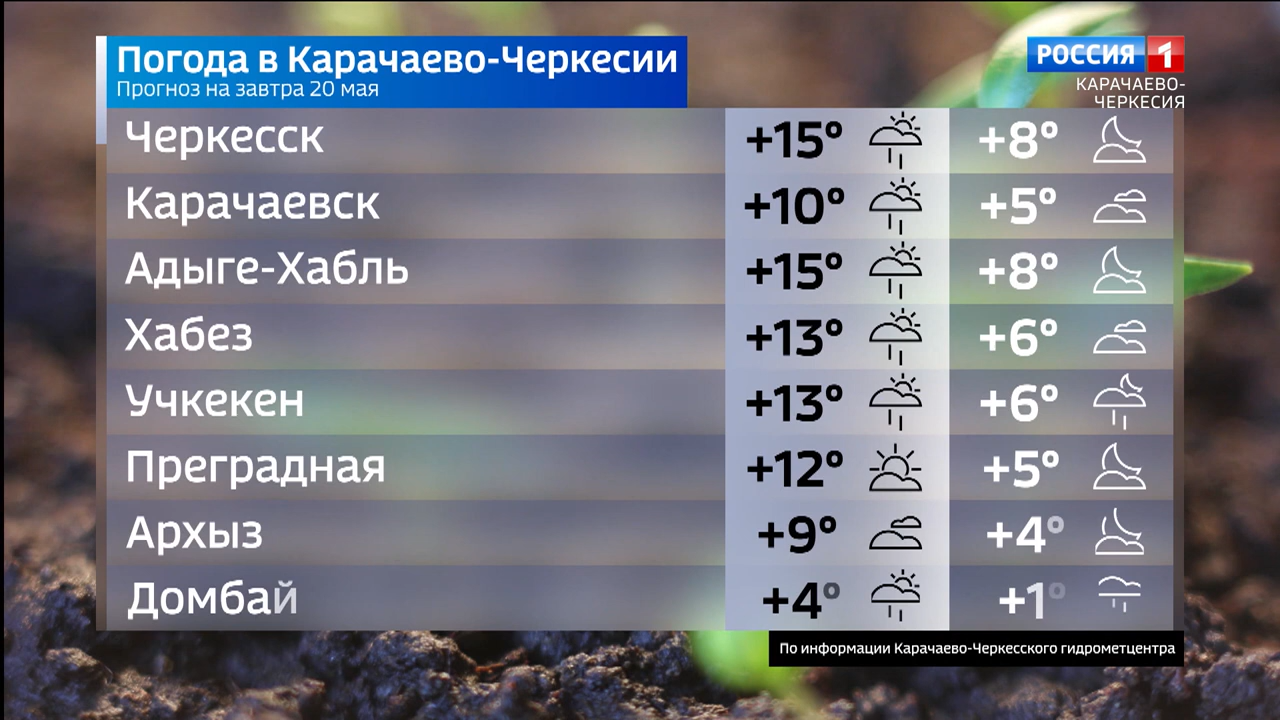 Погода в Карачаево-Черкесии
Прогноз на завтра 20 мая
РОССИЯ 1
КАРАЧАЕВО-
ЧЕРКЕСИЯ
Черкесск +15° +8°
Карачаевск +10° +5°
Адыге-Хабль +15° +8°
Хабез +13° +6°
Учкекен +13° +6°
Преградная +12° +5°
Архыз +9° +4°
Домбай +4° +1°
По информации Карачаево-Черкесского гидрометцентра